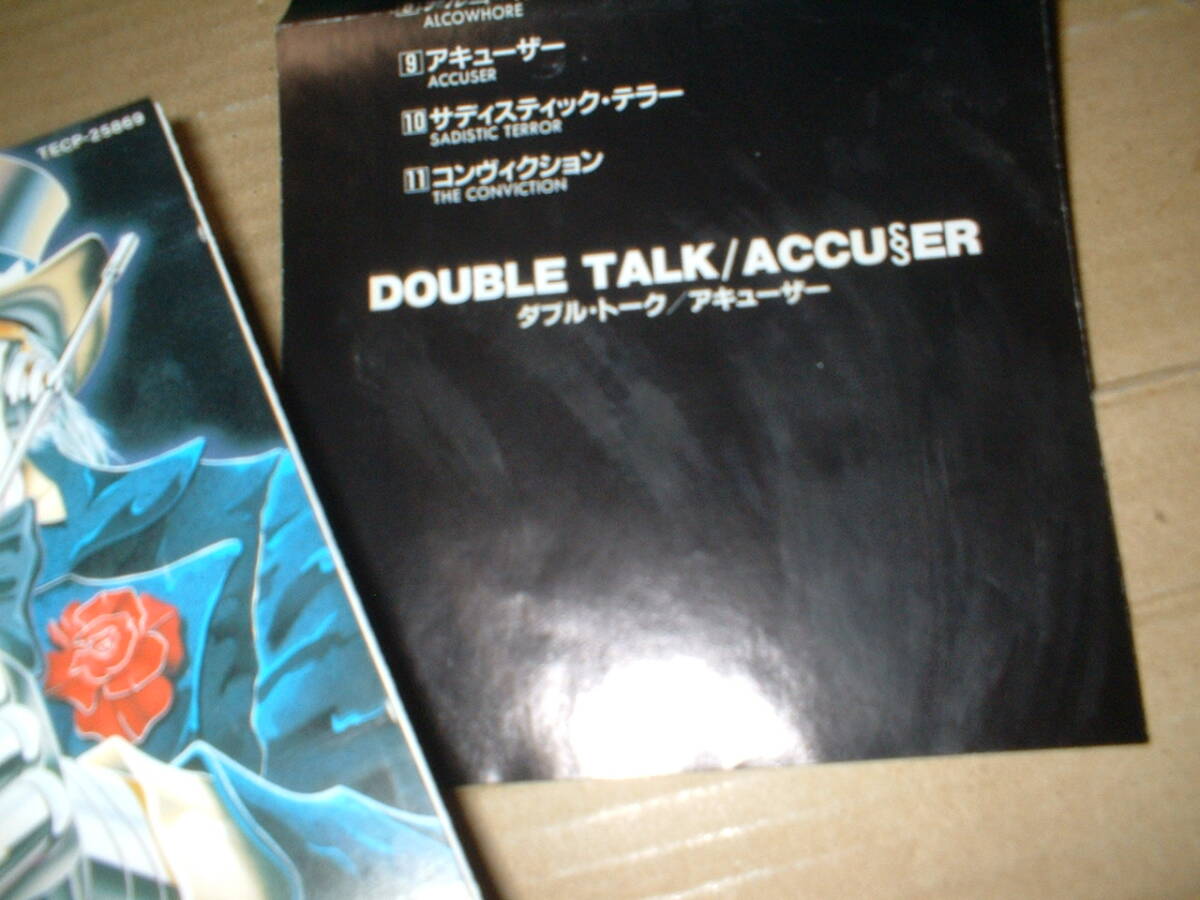 ALCOWHORE
9 アキューザー
ACCUSER
10 サディスティック・テラー
SADISTIC TERROR
11 コンヴィクション
THE CONVICTION
DOUBLE TALK/ACCU§ER
ダブル・トーク/アキューザー
TECP-25869